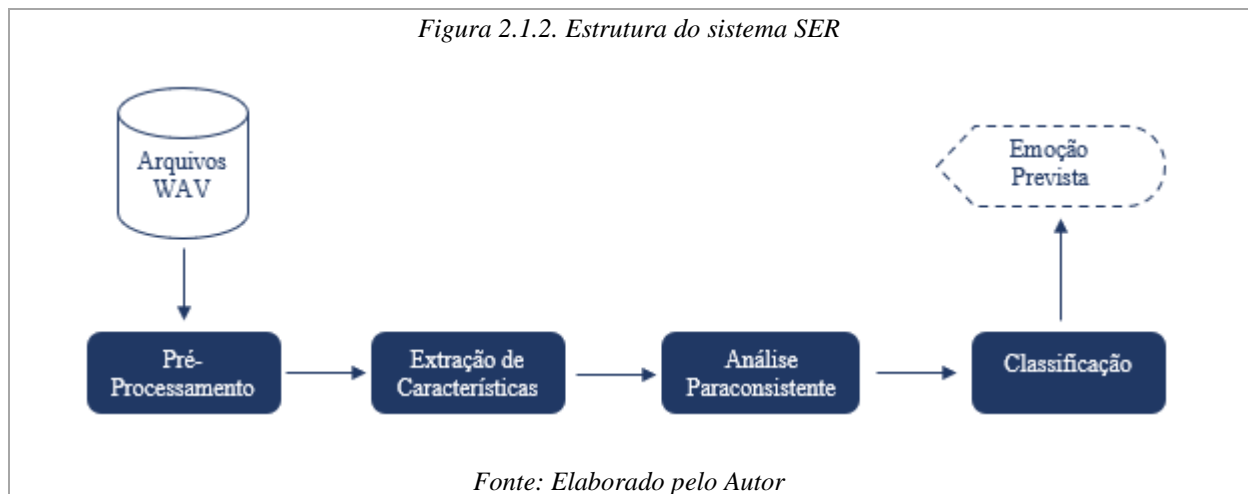 Figura 2.1.2. Estrutura do sistema SER
Arquivos
WAV
Emoção
Prevista
Pré-
Processamento
Extração de
Características
Análise
Paraconsistente
Classificação
Fonte: Elaborado pelo Autor